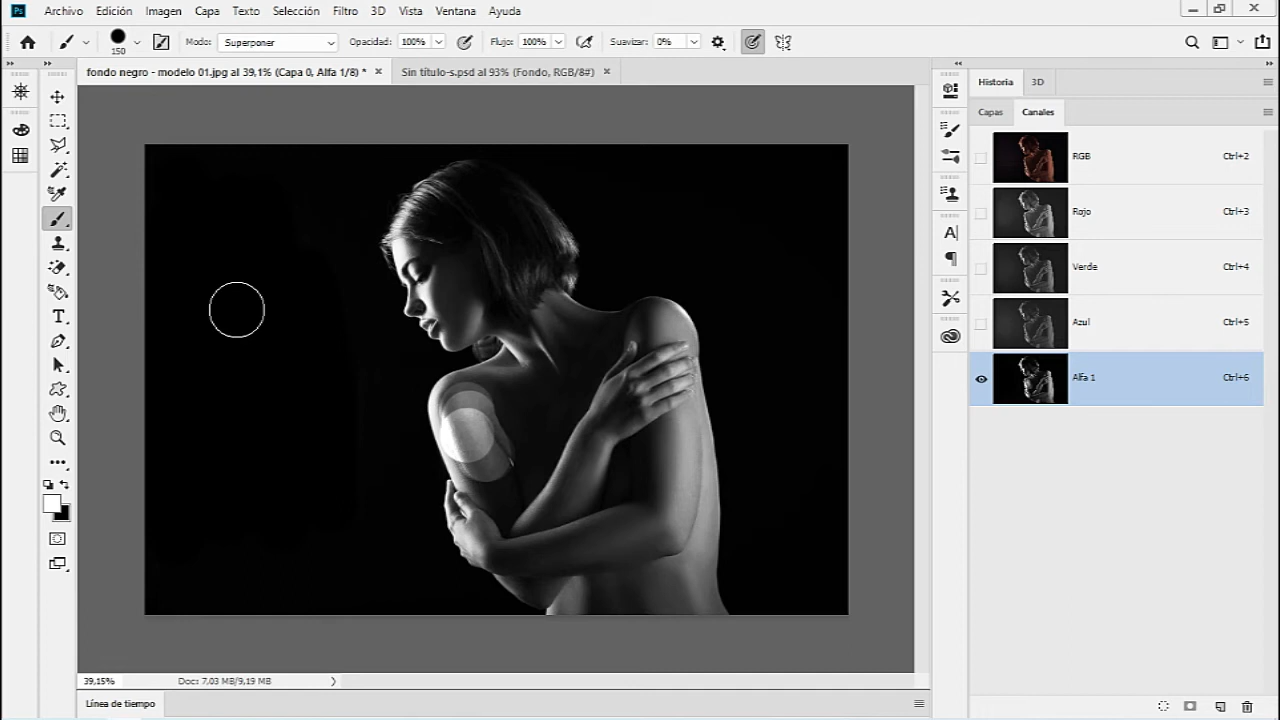 Ps Archivo Edición Imagen Capa Texto Selección Filtro 3D Vista Ventana Ayuda
150 Modo: Superponer Opacidad: 100% Flujo: 100% Suavizar: 0%
fondo negro - modelo 01.jpg al 39,1% (Capa 0, Alfa 1/8) * × Sin título-s.psd al 93% (Fondo, RGB/8#) ×
Historia 3D
Capas Canales
RGB Ctrl+2
Rojo Ctrl+3
Verde Ctrl+4
Azul Ctrl+5
Alfa 1 Ctrl+6
39,15% Doc: 7,03 MB/9,19 MB
Línea de tiempo